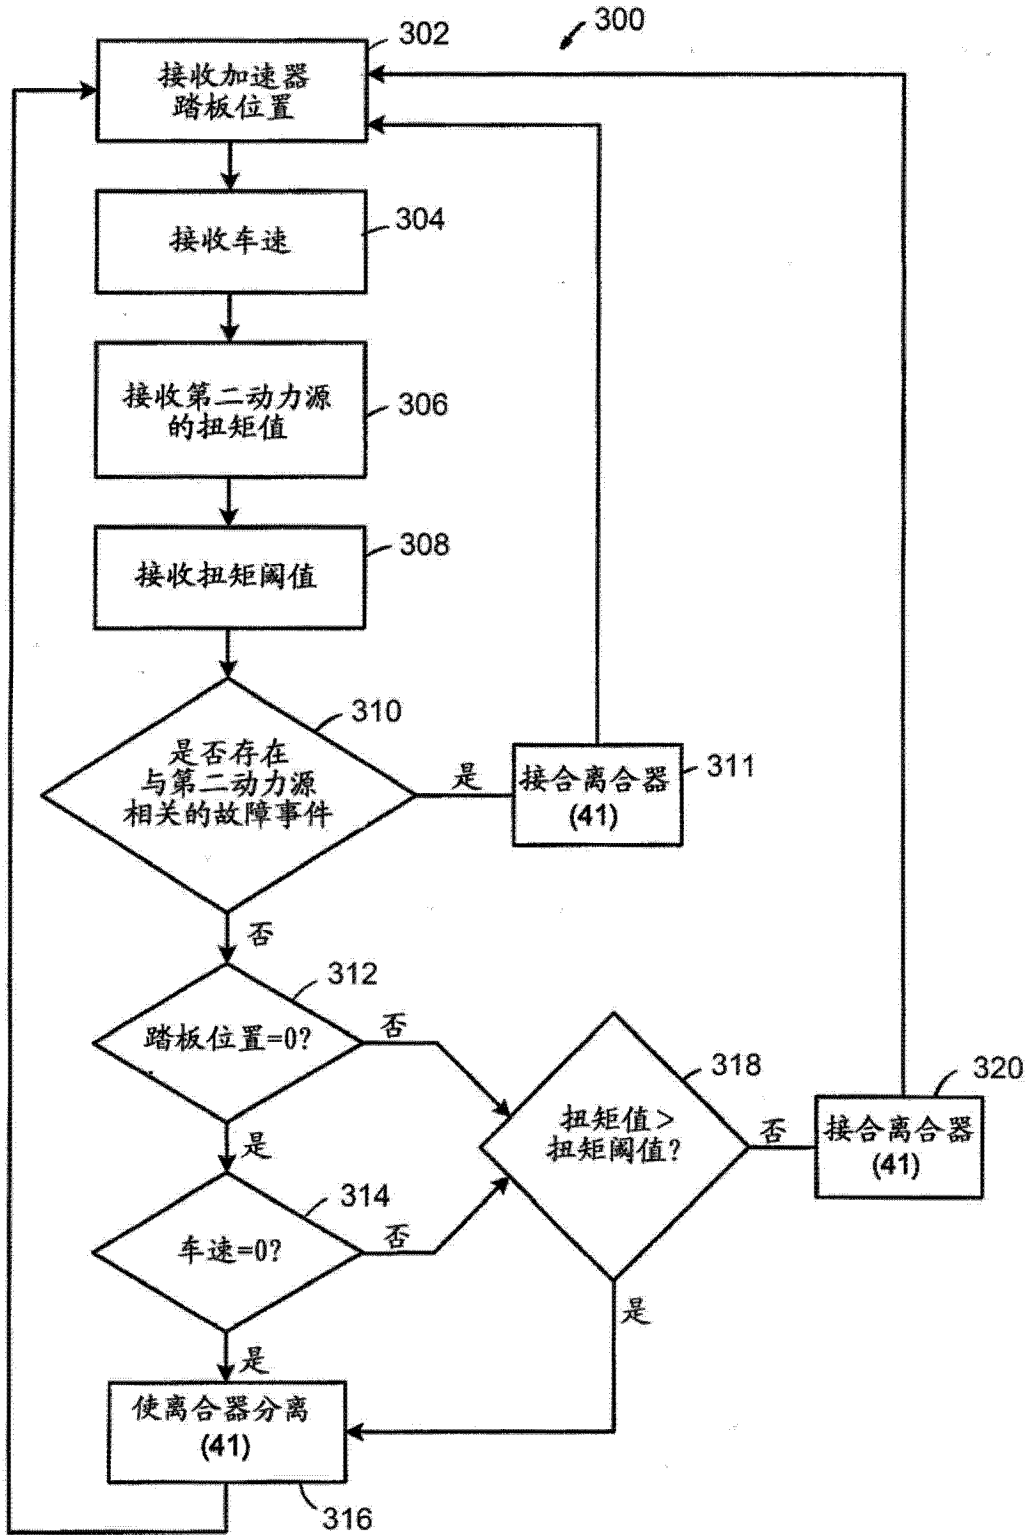 300
302
接收加速器
踏板位置
304
接收车速
306
接收第二动力源
的扭矩值
308
接收扭矩阈值
310
是否存在
与第二动力源
相关的故障事件
是
311
接合离合器
(41)
否
312
踏板位置=0?
否
318
扭矩值>
扭矩阈值?
否
320
接合离合器
(41)
是
314
车速=0?
否
是
是
使离合器分离
(41)
316